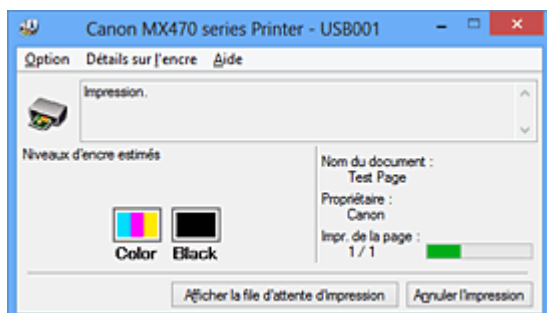 Canon MX470 series Printer - USB001
Option Détails sur l'encre Aide
Impression.
Niveaux d'encre estimés
Color Black
Nom du document :
Test Page
Propriétaire :
Canon
Impr. de la page :
1 / 1
Afficher la file d'attente d'impression Annuler l'impression